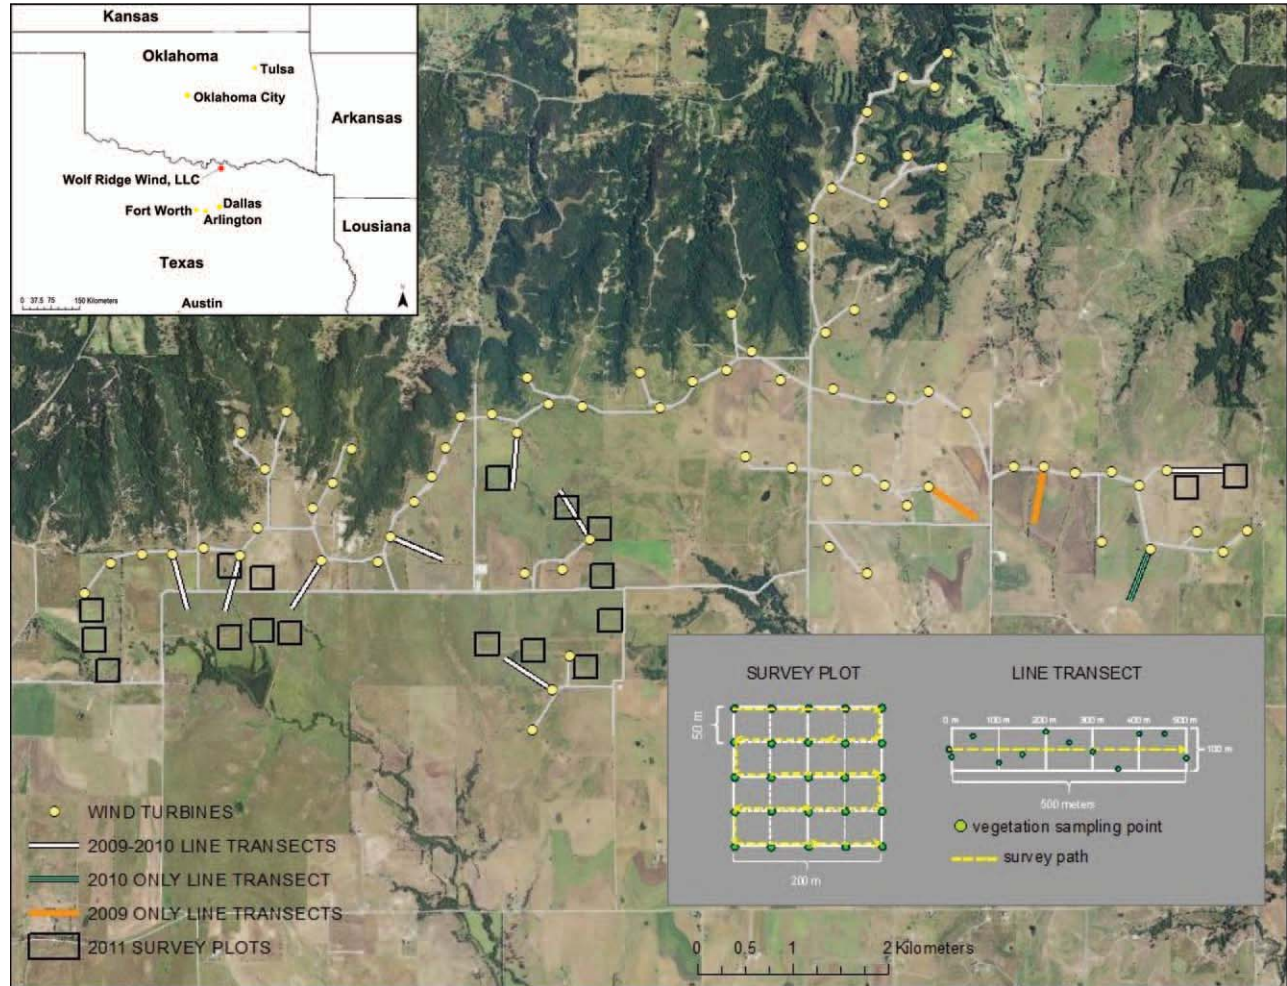 Kansas
Oklahoma
Tulsa
Oklahoma City
Arkansas
Wolf Ridge Wind, LLC
Dallas
Fort Worth
Arlington
Lousiana
Texas
0 37.5 75 150 Kilometers
N
Austin
SURVEY PLOT
LINE TRANSECT
50 m
0 m 100 m 200 m 300 m 400 m 500 m
100 m
500 meters
vegetation sampling point
survey path
200 m
WIND TURBINES
2009-2010 LINE TRANSECTS
2010 ONLY LINE TRANSECT
2009 ONLY LINE TRANSECTS
2011 SURVEY PLOTS
0 0.5 1 2 Kilometers